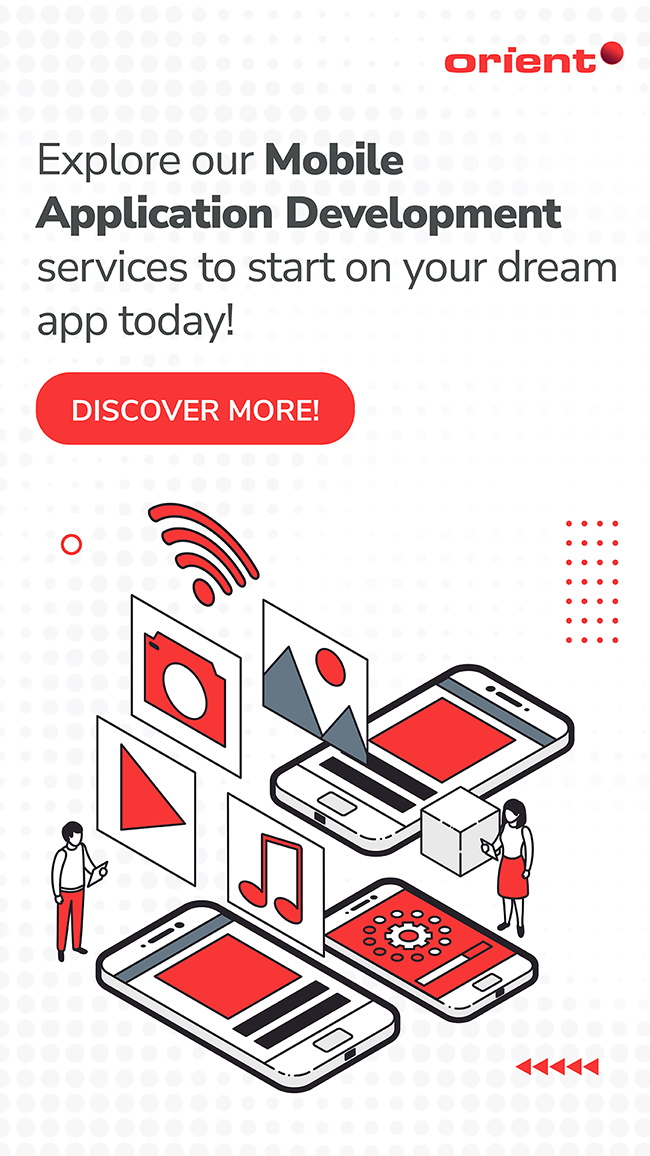 orient
Explore our Mobile
Application Development
services to start on your dream
app today!
DISCOVER MORE!